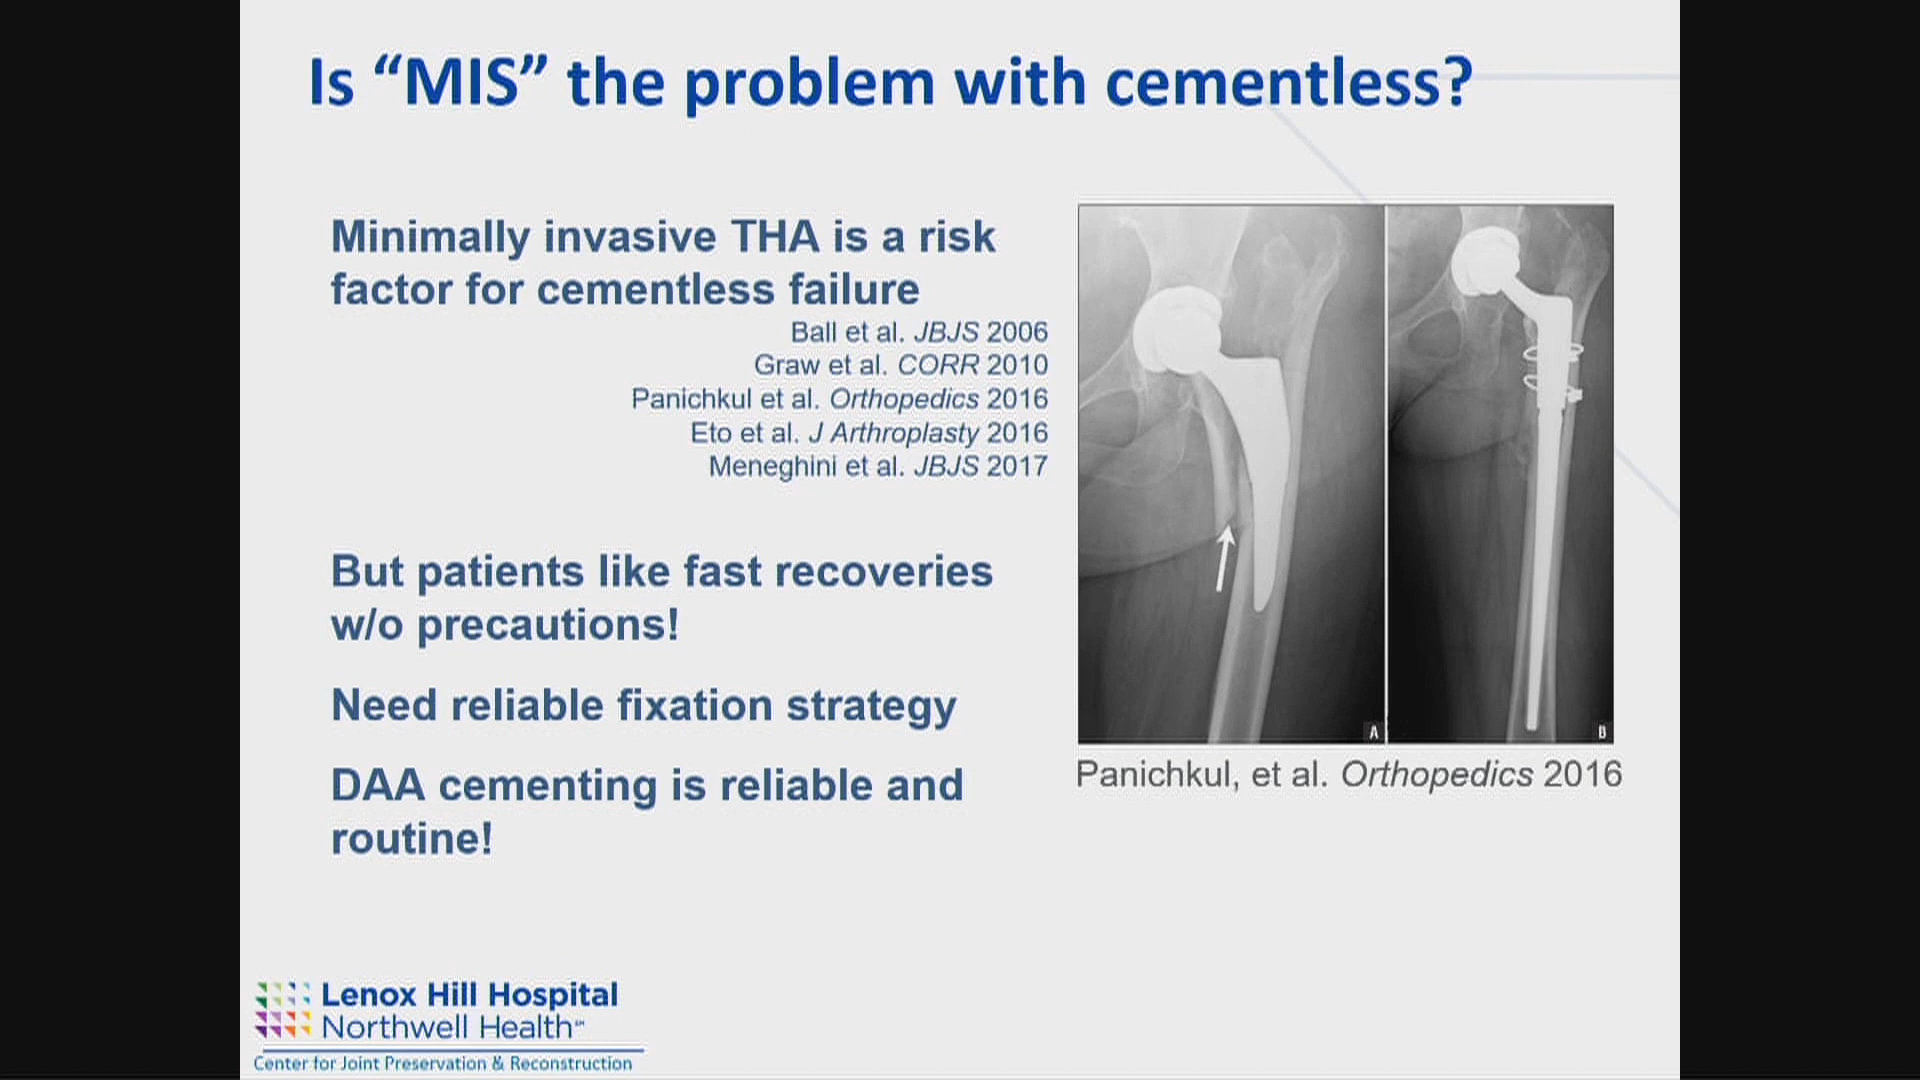 Is “MIS” the problem with cementless?
Minimally invasive THA is a risk
factor for cementless failure
Ball et al. JBJS 2006
Graw et al. CORR 2010
Panichkul et al. Orthopedics 2016
Eto et al. J Arthroplasty 2016
Meneghini et al. JBJS 2017
But patients like fast recoveries
w/o precautions!
Need reliable fixation strategy
DAA cementing is reliable and
routine!
A
B
Panichkul, et al. Orthopedics 2016
Lenox Hill Hospital
Northwell Health℠
Center for Joint Preservation & Reconstruction